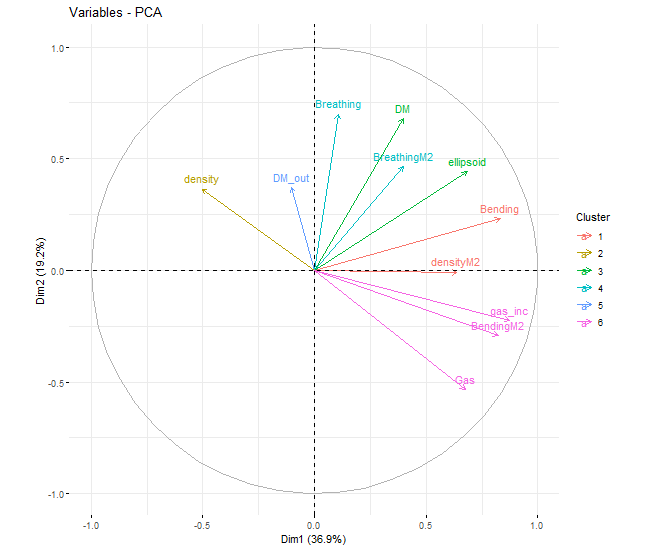 Variables - PCA
1.0
0.5
0.0
-0.5
-1.0
Dim2 (19.2%)
Breathing
DM
BreathingM2
ellipsoid
density
DM_out
Bending
densityM2
gas_inc
BendingM2
Gas
-1.0
-0.5
0.0
0.5
1.0
Dim1 (36.9%)
Cluster
a 1
a 2
a 3
a 4
a 5
a 6